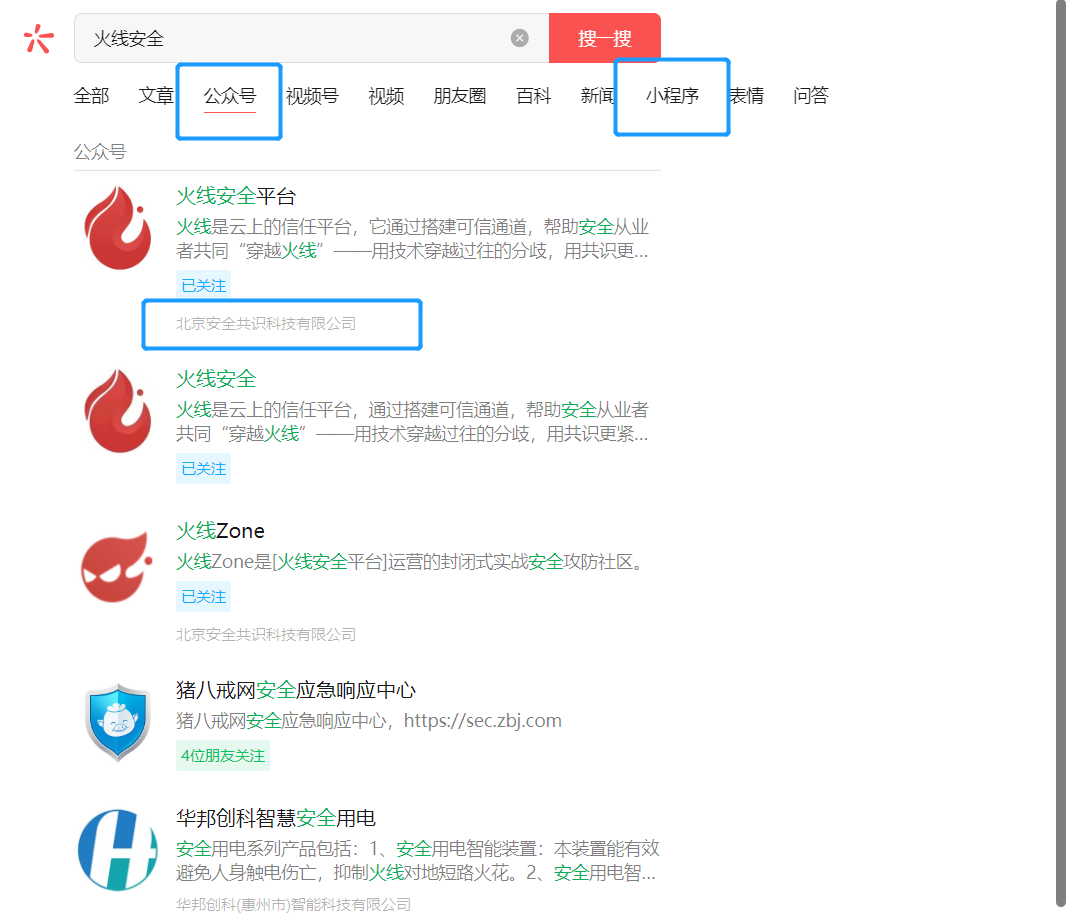 火线安全
搜一搜
全部 文章 公众号 视频号 视频 朋友圈 百科 新闻 小程序 表情 问答
公众号
火线安全平台
火线是云上的信任平台，它通过搭建可信通道，帮助安全从业
者共同“穿越火线”——用技术穿越过往的分歧，用共识更...
已关注
北京安全共识科技有限公司
火线安全
火线是云上的信任平台，通过搭建可信通道，帮助安全从业者
共同“穿越火线”——用技术穿越过往的分歧，用共识更紧...
已关注
火线Zone
火线Zone是[火线安全平台]运营的封闭式实战安全攻防社区。
已关注
北京安全共识科技有限公司
猪八戒网安全应急响应中心
猪八戒网安全应急响应中心，https://sec.zbj.com
4位朋友关注
华邦创科智慧安全用电
安全用电系列产品包括：1、安全用电智能装置：本装置能有效
避免人身触电伤亡，抑制火线对地短路火花。2、安全用电智...
华邦创科(惠州市)智能科技有限公司